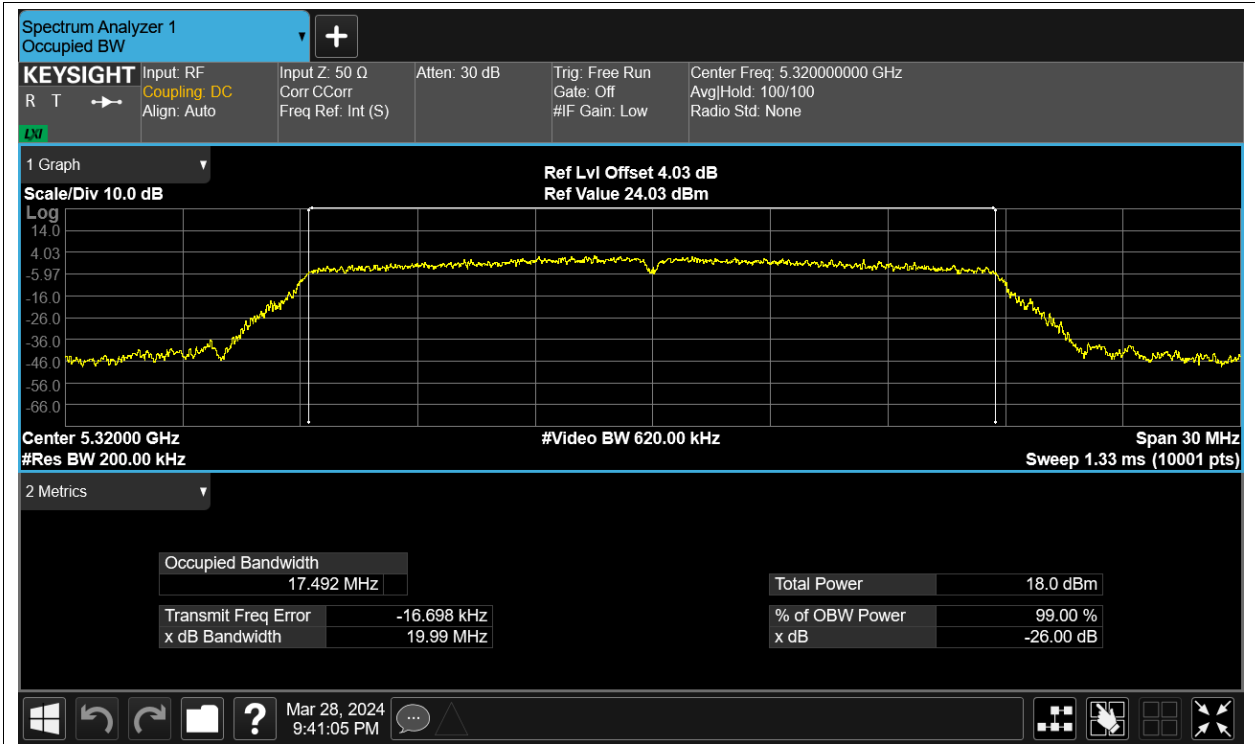 Spectrum Analyzer 1
Occupied BW
KEYSIGHT
R T
LXI
Input: RF
Coupling: DC
Align: Auto
Input Z: 50 Ω
Corr CCorr
Freq Ref: Int (S)
Atten: 30 dB
Trig: Free Run
Gate: Off
#IF Gain: Low
Center Freq: 5.320000000 GHz
Avg|Hold: 100/100
Radio Std: None
1 Graph
Scale/Div 10.0 dB
Ref Lvl Offset 4.03 dB
Ref Value 24.03 dBm
Log
14.0
4.03
-5.97
-16.0
-26.0
-36.0
-46.0
-56.0
-66.0
Center 5.32000 GHz
#Video BW 620.00 kHz
Span 30 MHz
#Res BW 200.00 kHz
Sweep 1.33 ms (10001 pts)
2 Metrics
Occupied Bandwidth
17.492 MHz
Total Power 18.0 dBm
Transmit Freq Error -16.698 kHz
% of OBW Power 99.00 %
x dB Bandwidth 19.99 MHz
x dB -26.00 dB
?
Mar 28, 2024
9:41:05 PM